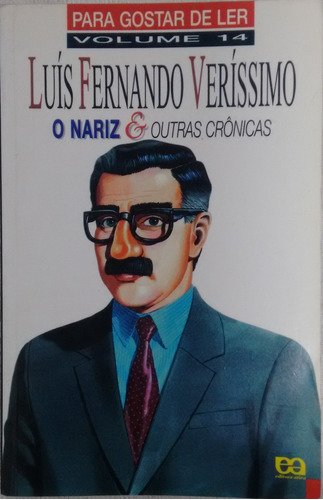 PARA GOSTAR DE LER
VOLUME 14
LUÍS FERNANDO VERÍSSIMO
O NARIZ & OUTRAS CRÔNICAS